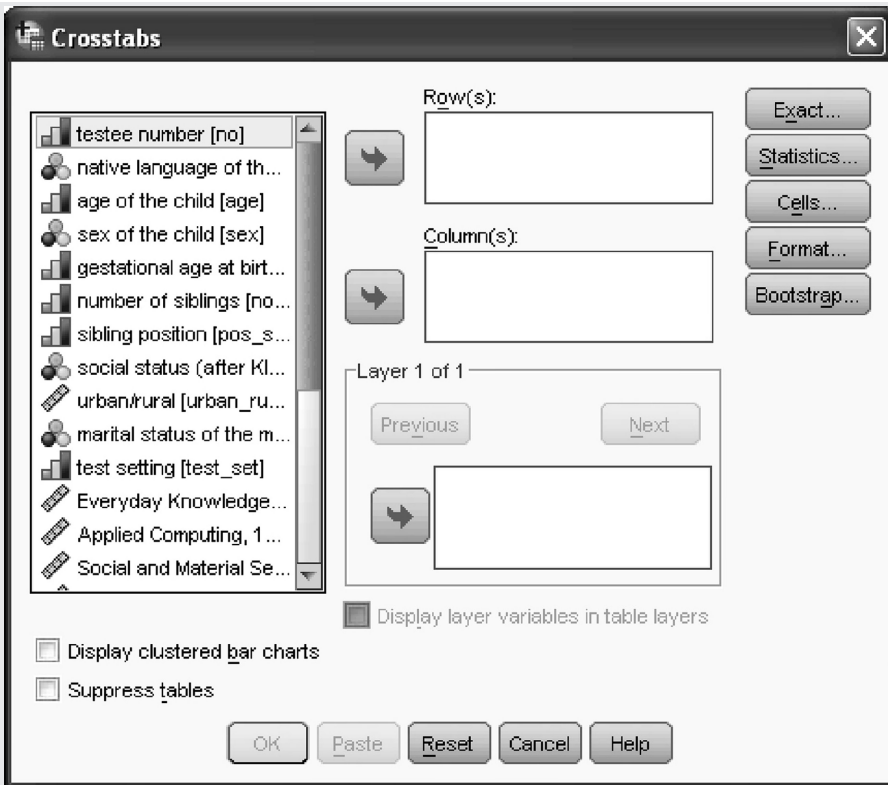 Crosstabs
testee number [no]
native language of th...
age of the child [age]
sex of the child [sex]
gestational age at birt...
number of siblings [no...
sibling position [pos_s...
social status (after Kl...
urban/rural [urban_ru...
marital status of the m...
test setting [test_set]
Everyday Knowledge...
Applied Computing, 1...
Social and Material Se...
Row(s):
Column(s):
Layer 1 of 1
Previous
Next
Display layer variables in table layers
Exact...
Statistics...
Cells...
Format...
Bootstrap...
Display clustered bar charts
Suppress tables
OK
Paste
Reset
Cancel
Help